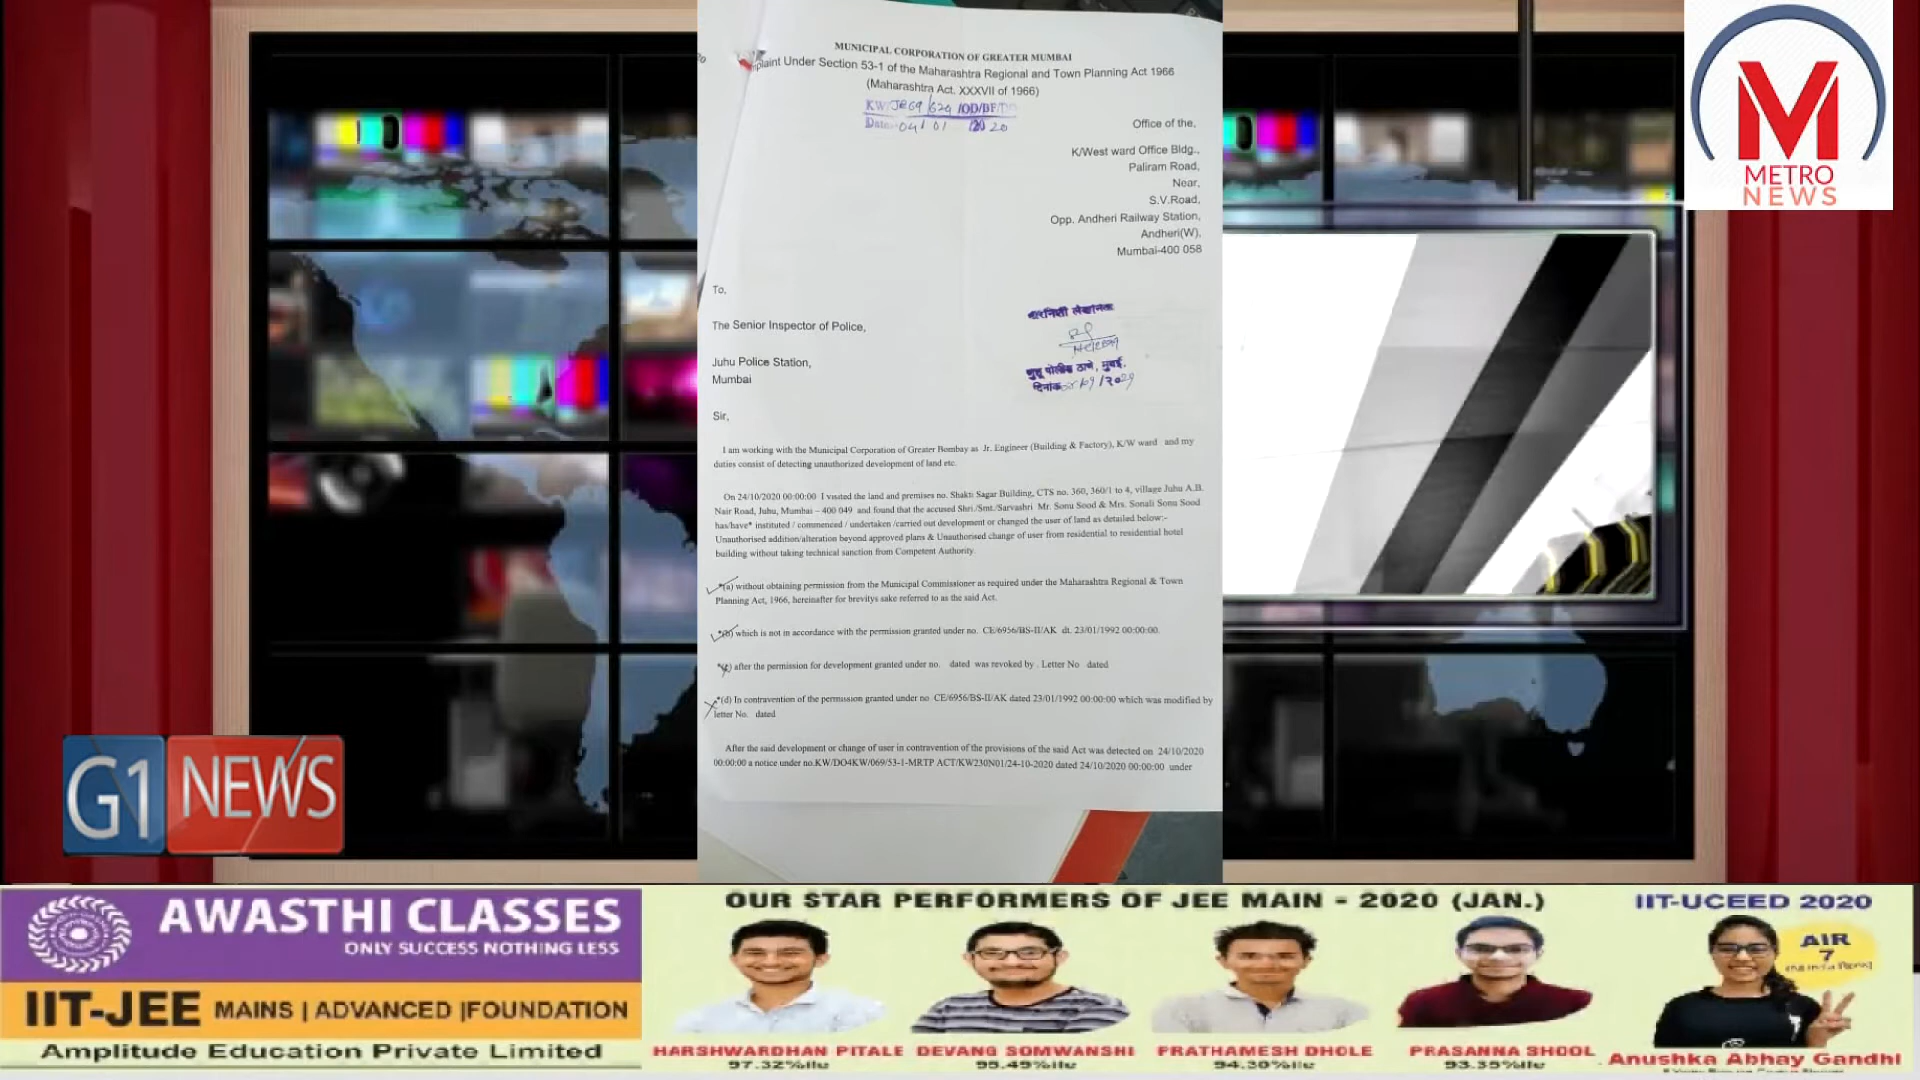 MUNICIPAL CORPORATION OF GREATER MUMBAI
plaint Under Section 53-1 of the Maharashtra Regional and Town Planning Act 1966
(Maharashtra Act. XXXVII of 1966)
Date: 04/01/2020
Office of the,
K/West ward Office Bldg.,
Paliram Road,
Near,
S.V.Road,
Opp. Andheri Railway Station,
Andheri(W),
Mumbai-400 058
To,
The Senior Inspector of Police,
Juhu Police Station,
Mumbai
पोलीस ठाणे, मुंबई.
दिनांक
Sir,
I am working with the Municipal Corporation of Greater Bombay as Jr. Engineer (Building & Factory), K/W ward and my
duties consist of detecting unauthorized development of land etc.
On 24/10/2020 00:00:00 I visited the land and premises no. Shakti Sagar Building, CTS no. 360, 360/1 to 4, village Juhu A.B.
Nair Road, Juhu, Mumbai – 400 049 and found that the accused Shri./Smt./Sarvashri Mr. Sonu Sood & Mrs. Sonali Sonu Sood
has/have* instituted / commenced / undertaken /carried out development or changed the user of land as detailed below:-
Unauthorised addition/alteration beyond approved plans & Unauthorised change of user from residential to residential hotel
building without taking technical sanction from Competent Authority.
*(a) without obtaining permission from the Municipal Commissioner as required under the Maharashtra Regional & Town
Planning Act, 1966, hereinafter for brevitys sake referred to as the said Act.
*(b) which is not in accordance with the permission granted under no. CE/6956/BS-II/AK dt. 23/01/1992 00:00:00.
*(c) after the permission for development granted under no. dated was revoked by . Letter No dated
*(d) In contravention of the permission granted under no CE/6956/BS-II/AK dated 23/01/1992 00:00:00 which was modified by
letter No. dated
After the said development or change of user in contravention of the provisions of the said Act was detected on 24/10/2020
00:00:00 a notice under no.KW/DO4KW/069/53-1-MRTP ACT/KW230N01/24-10-2020 dated 24/10/2020 00:00:00 under
M
METRO
NEWS
G1 NEWS
AWASTHI CLASSES
ONLY SUCCESS NOTHING LESS
IIT-JEE MAINS | ADVANCED |FOUNDATION
Amplitude Education Private Limited
OUR STAR PERFORMERS OF JEE MAIN - 2020 (JAN.)
HARSHWARDHAN PITALE
97.32%ile
DEVANG SOMWANSHI
95.49%ile
PRATHAMESH DHOLE
94.30%ile
PRASANNA SHOOL
93.35%ile
IIT-UCEED 2020
AIR
7
Anushka Abhay Gandhi